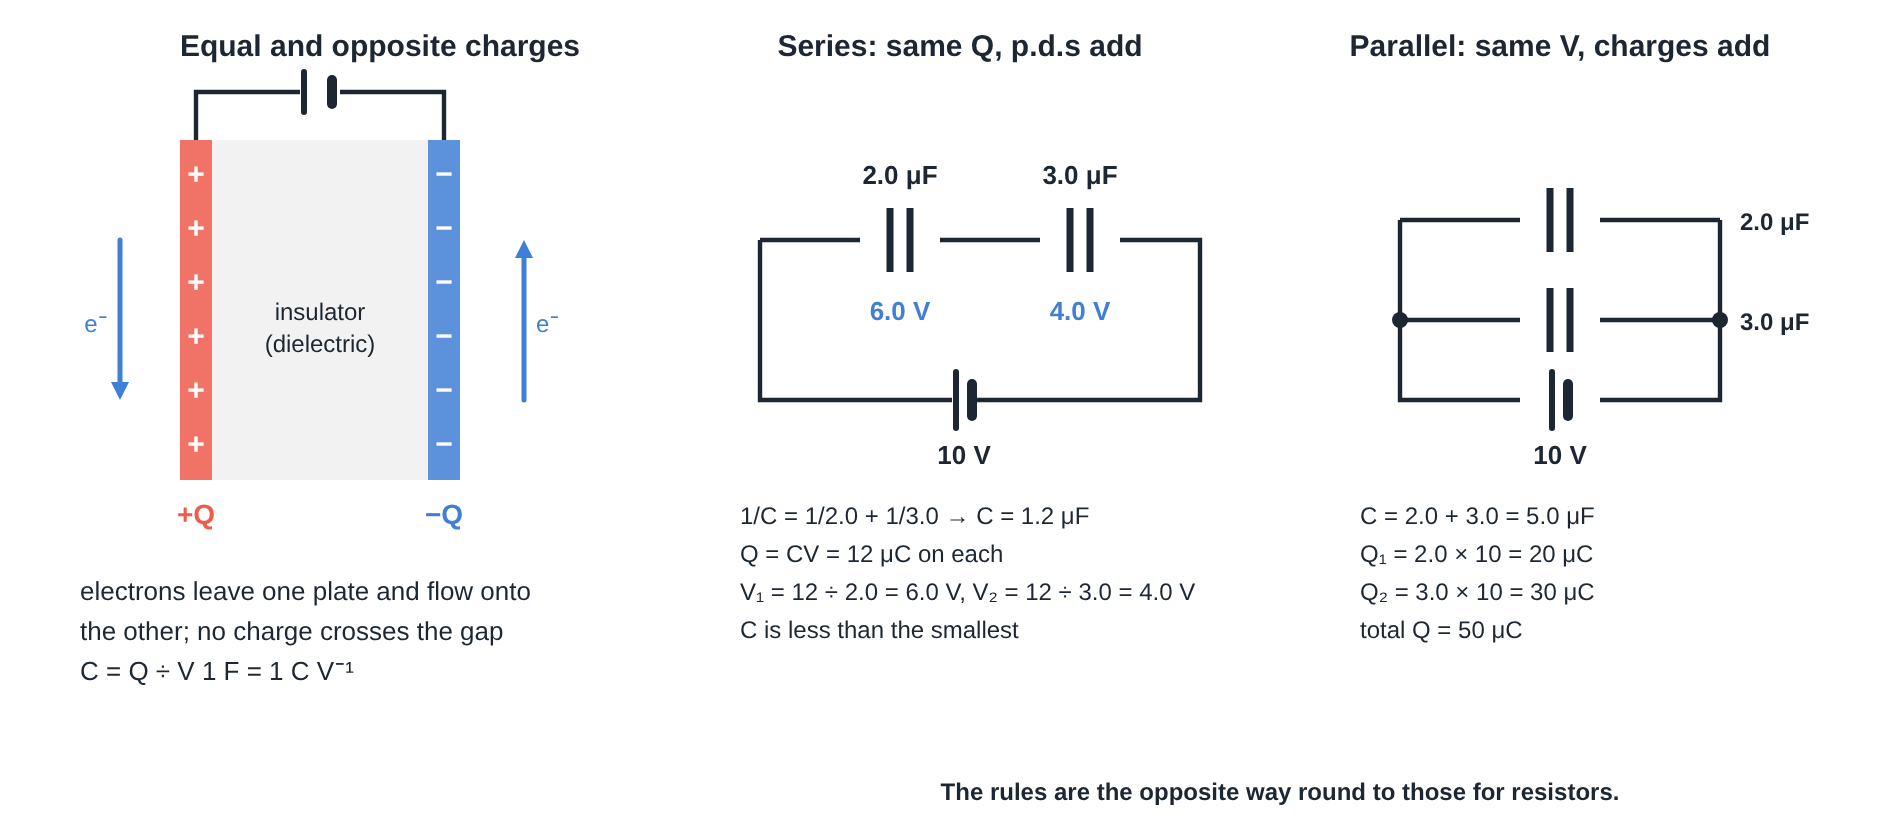 Equal and opposite charges
+ −
+ −
+ −
+ −
+ −
+ −
e⁻
insulator
(dielectric)
e⁻
+Q
−Q
electrons leave one plate and flow onto
the other; no charge crosses the gap
C = Q ÷ V 1 F = 1 C V⁻¹
Series: same Q, p.d.s add
2.0 μF
3.0 μF
6.0 V
4.0 V
10 V
1/C = 1/2.0 + 1/3.0 → C = 1.2 μF
Q = CV = 12 μC on each
V₁ = 12 ÷ 2.0 = 6.0 V, V₂ = 12 ÷ 3.0 = 4.0 V
C is less than the smallest
Parallel: same V, charges add
2.0 μF
3.0 μF
10 V
C = 2.0 + 3.0 = 5.0 μF
Q₁ = 2.0 × 10 = 20 μC
Q₂ = 3.0 × 10 = 30 μC
total Q = 50 μC
The rules are the opposite way round to those for resistors.